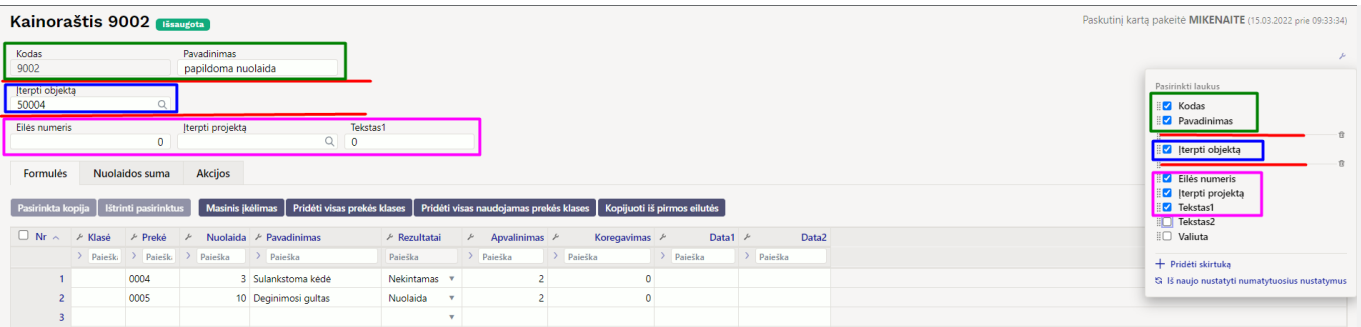 Kainoraštis 9002 Išsaugota
Paskutinį kartą pakeitė MIKENAITE (15.03.2022 prie 09:33:34)
Kodas Pavadinimas
9002 papildoma nuolaida
Įterpti objektą
50004
Eilės numeris Įterpti projektą Tekstas1
0 0
Formulės Nuolaidos suma Akcijos
Pasirinkta kopija Ištrinti pasirinktus Masinis įkėlimas Pridėti visas prekės klases Pridėti visas naudojamas prekės klases Kopijuoti iš pirmos eilutės
Nr Klasė Prekė Nuolaida Pavadinimas Rezultatai Apvalinimas Koregavimas Data1 Data2
Paiešk. Paiešk. Paieška Paieška Paieška Paieška Paieška Paieška Paieška
1 0004 3 Sulankstoma kėdė Nekintamas 2 0
2 0005 10 Deginimosi gultas Nuolaida 2 0
3
Pasirinkti laukus
Kodas
Pavadinimas
Įterpti objektą
Eilės numeris
Įterpti projektą
Tekstas1
Tekstas2
Valiuta
+ Pridėti skirtuką
Iš naujo nustatyti numatytuosius nustatymus